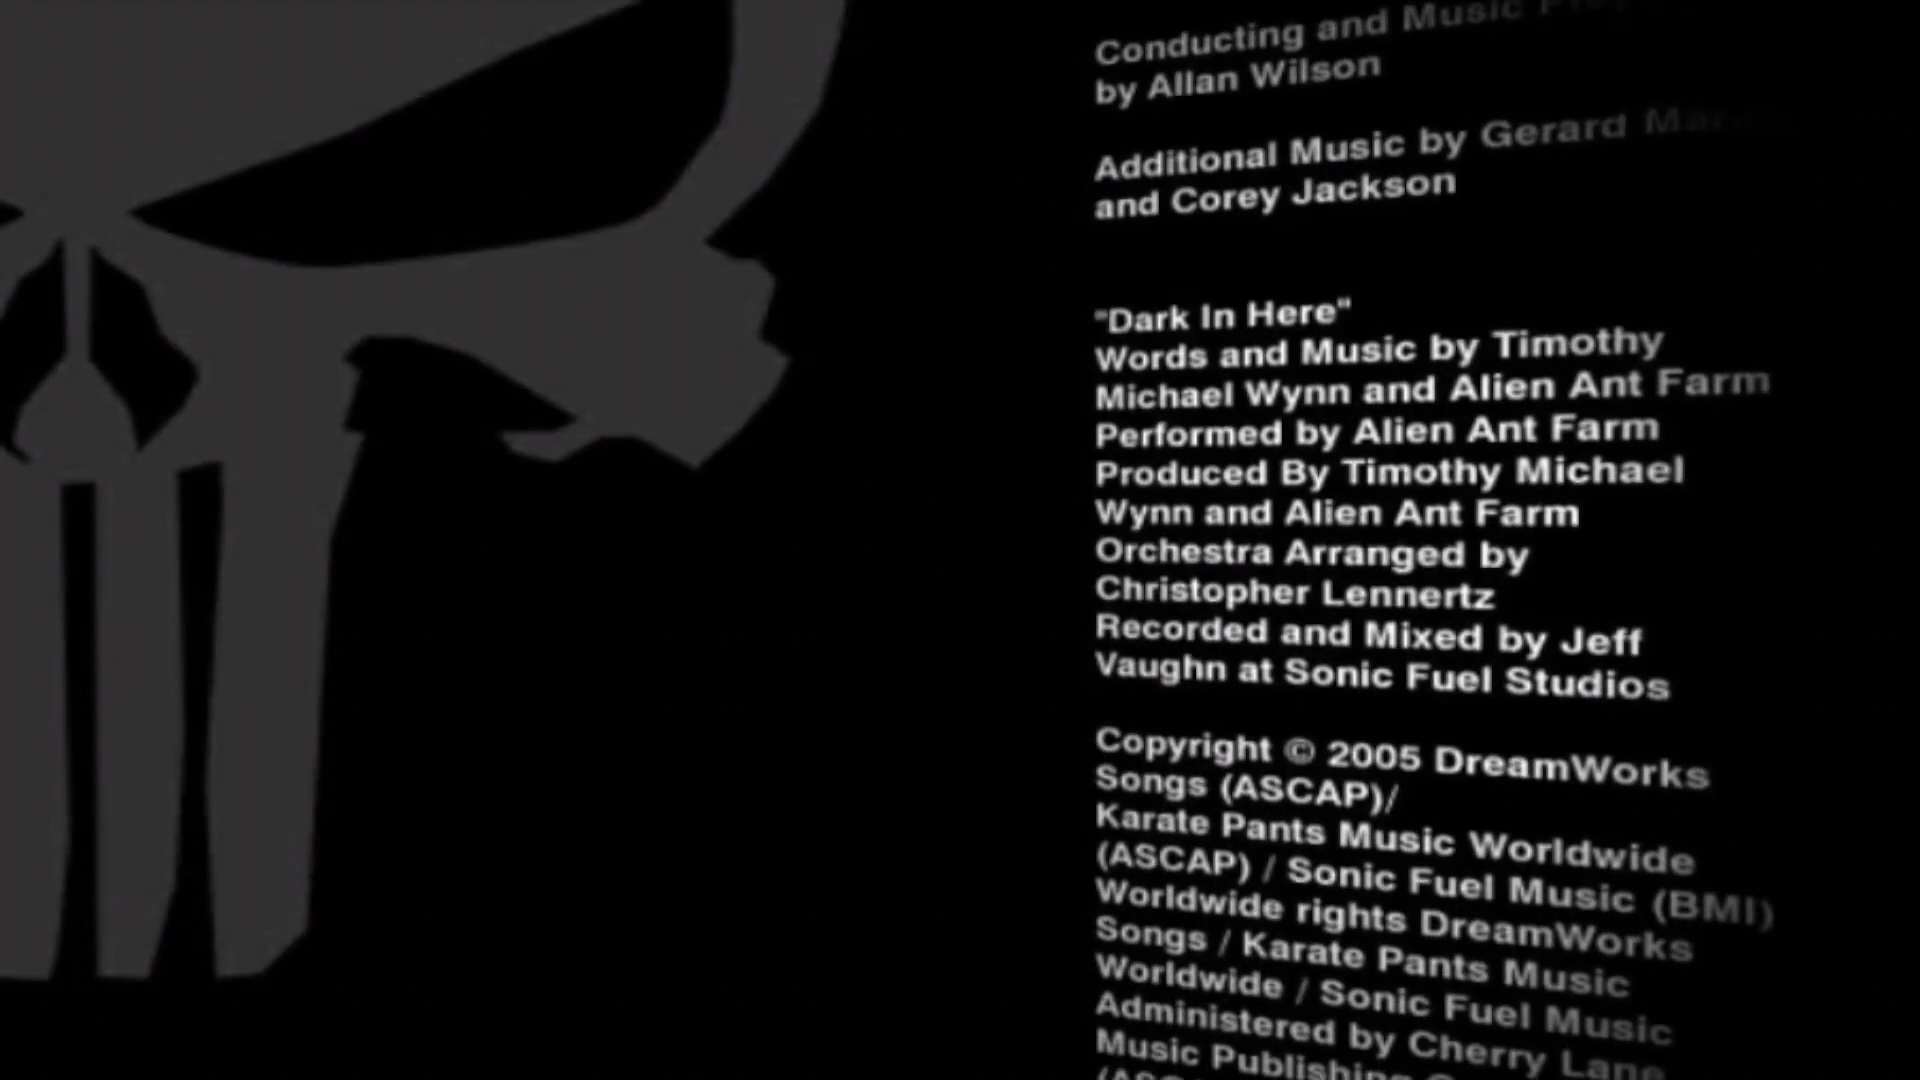 Conducting and Music
by Allan Wilson
Additional Music by Gerard
and Corey Jackson
"Dark In Here"
Words and Music by Timothy
Michael Wynn and Alien Ant Farm
Performed by Alien Ant Farm
Produced By Timothy Michael
Wynn and Alien Ant Farm
Orchestra Arranged by
Christopher Lennertz
Recorded and Mixed by Jeff
Vaughn at Sonic Fuel Studios
Copyright © 2005 DreamWorks
Songs (ASCAP)/
Karate Pants Music Worldwide
(ASCAP) / Sonic Fuel Music (BMI)
Worldwide rights DreamWorks
Songs / Karate Pants Music
Worldwide / Sonic Fuel Music
Administered by Cherry Lane
Music Publishing